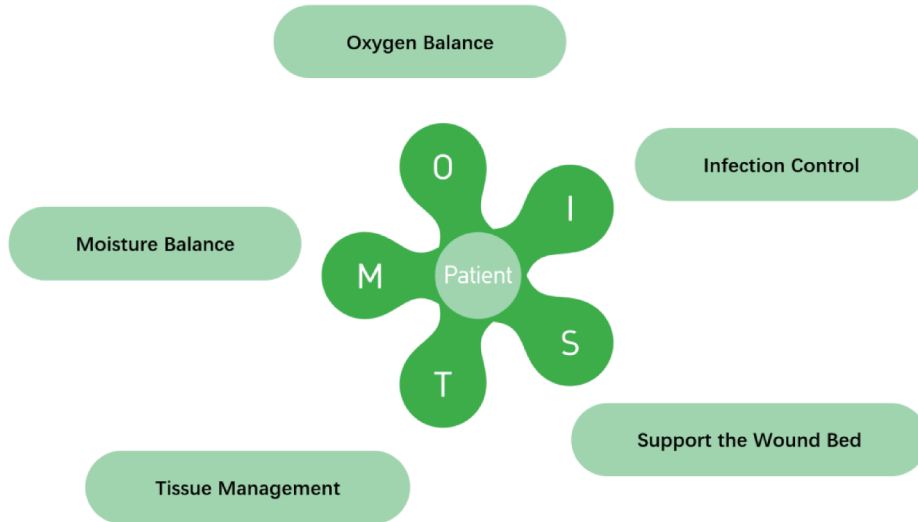 Oxygen Balance
O
I
Infection Control
Moisture Balance
M
Patient
S
T
Support the Wound Bed
Tissue Management